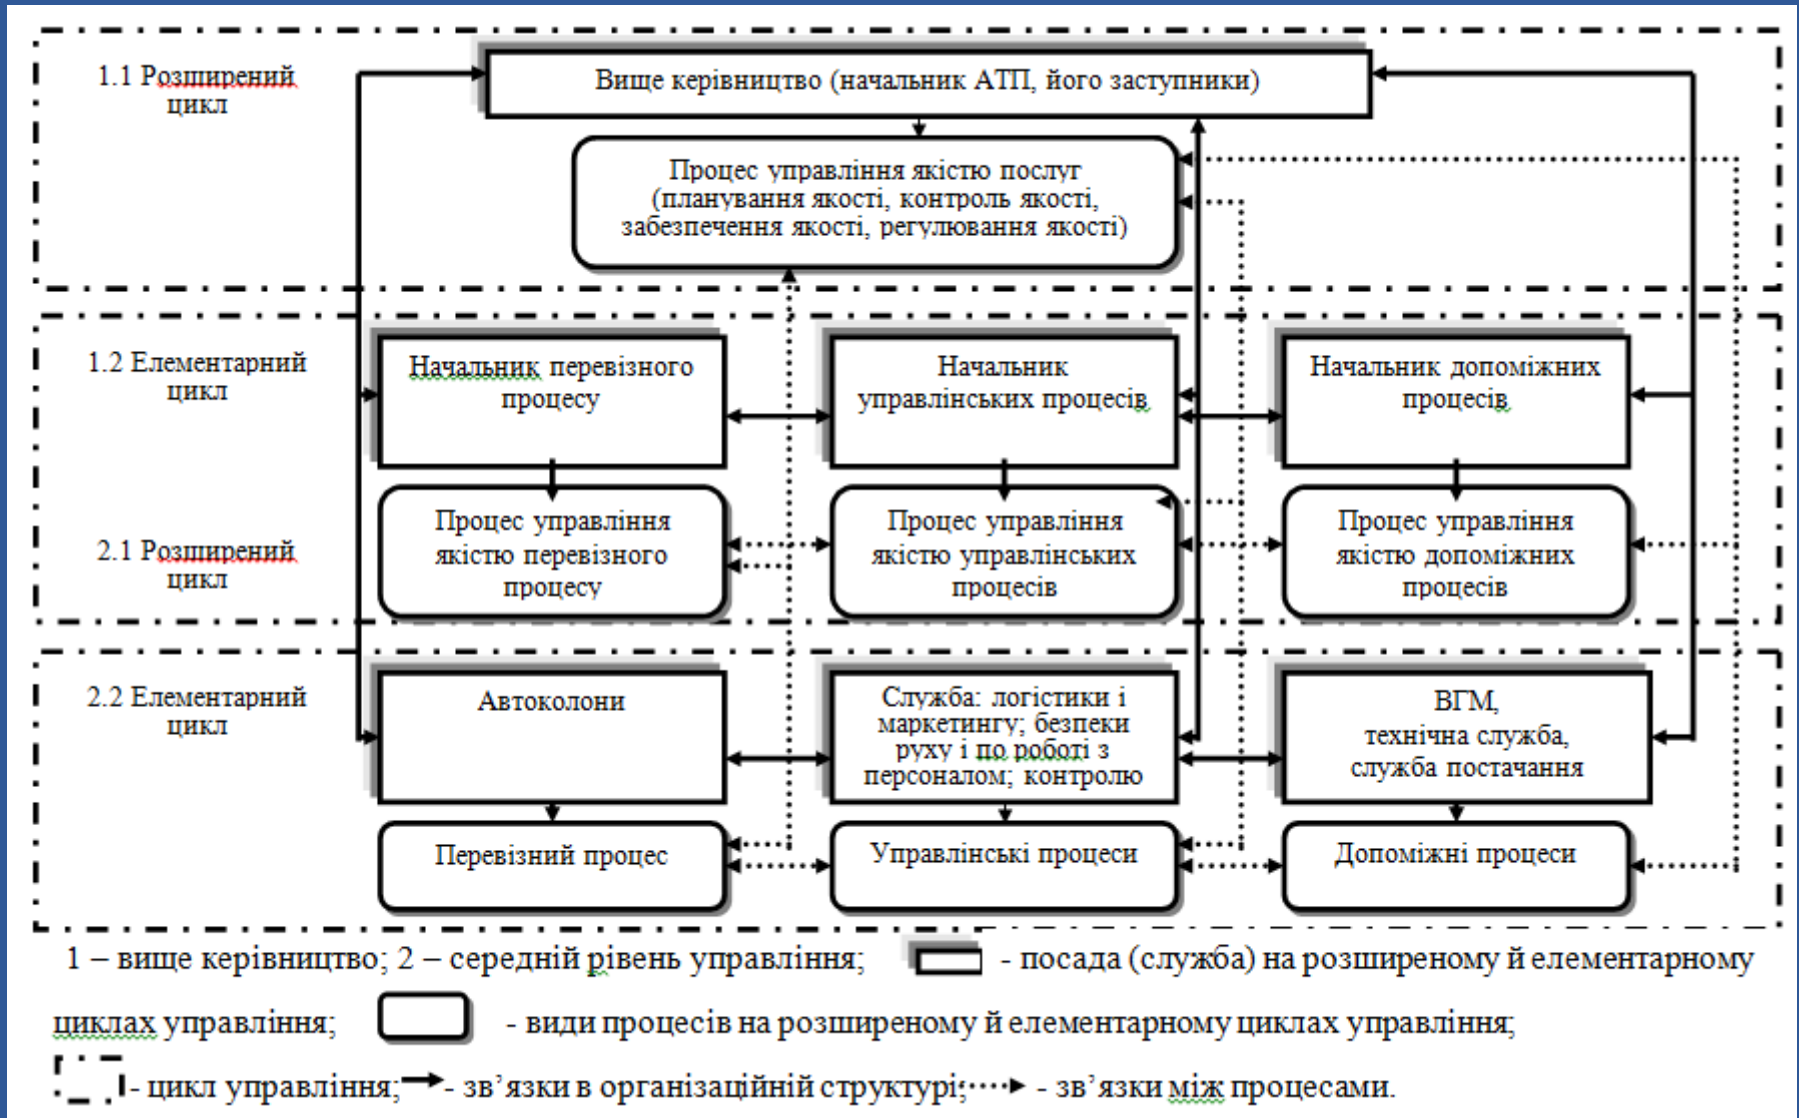 1.1 Розширений
цикл
Вище керівництво (начальник АТП, його заступники)
Процес управління якістю послуг
(планування якості, контроль якості,
забезпечення якості, регулювання якості)
1.2 Елементарний
цикл
Начальник перевізного
процесу
Начальник
управлінських процесів
Начальник допоміжних
процесів
2.1 Розширений
цикл
Процес управління
якістю перевізного
процесу
Процес управління
якістю управлінських
процесів
Процес управління
якістю допоміжних
процесів
2.2 Елементарний
цикл
Автоколони
Служба: логістики і
маркетингу; безпеки
руху і по роботі з
персоналом; контролю
ВГМ,
технічна служба,
служба постачання
Перевізний процес
Управлінські процеси
Допоміжні процеси
1 – вище керівництво; 2 – середній рівень управління; - посада (служба) на розширеному й елементарному
циклах управління; - види процесів на розширеному й елементарному циклах управління;
- цикл управління; - зв’язки в організаційній структурі; - зв’язки між процесами.